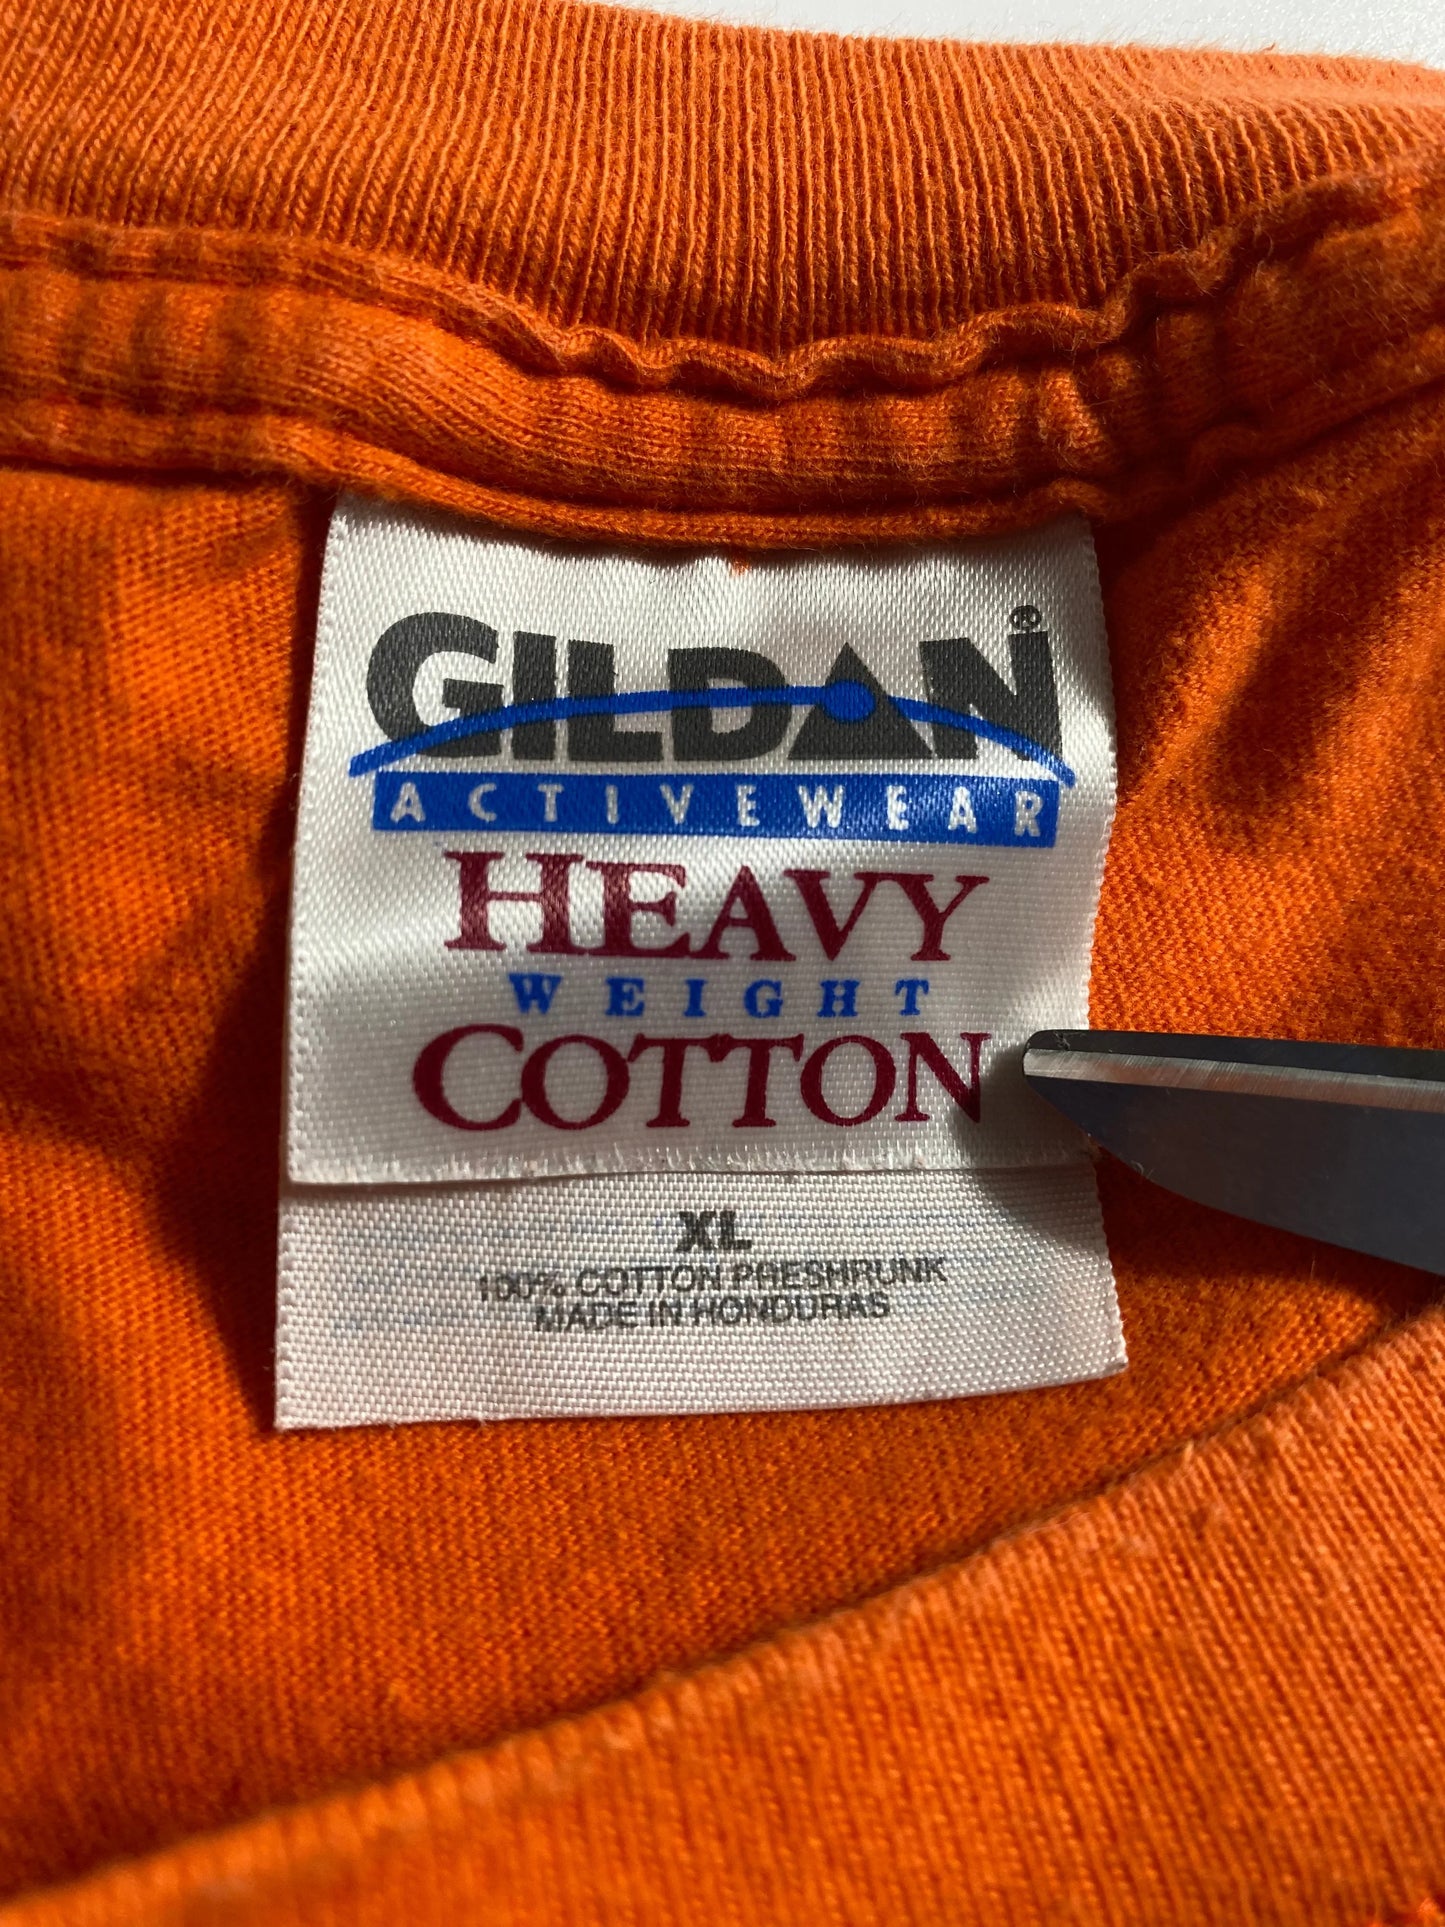 GILDAN®
ACTIVEWEAR
HEAVY
WEIGHT
COTTON
XL
100% COTTON PRESHRUNK
MADE IN HONDURAS